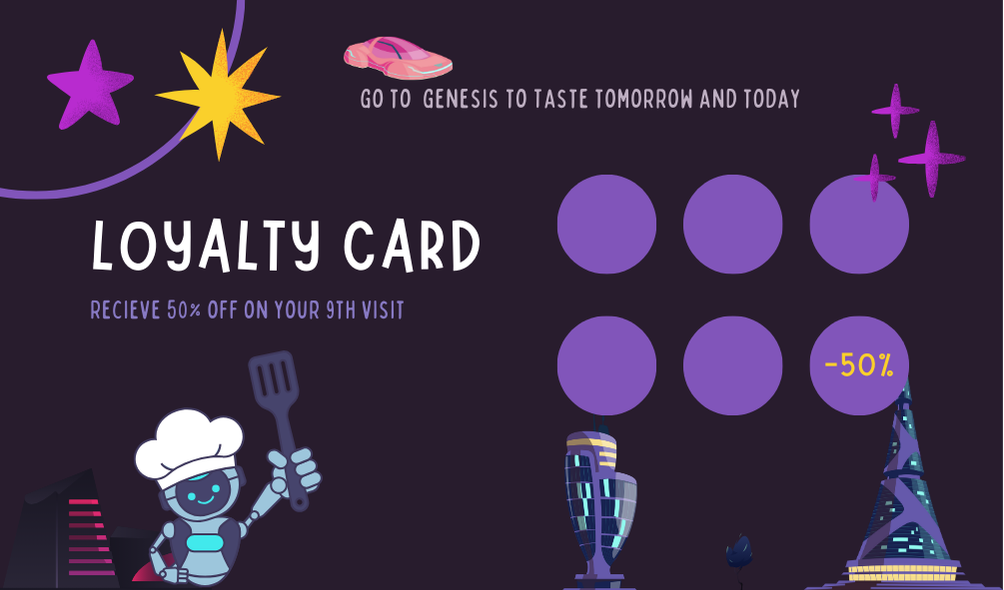 GO TO GENESIS TO TASTE TOMORROW AND TODAY
LOYALTY CARD
RECIEVE 50% OFF ON YOUR 9TH VISIT
-50%